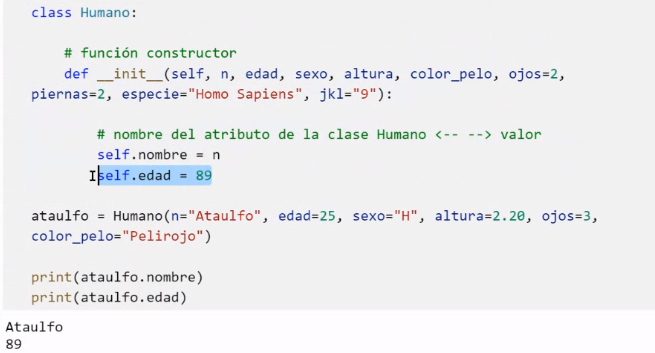 class Humano:
# función constructor
def __init__(self, n, edad, sexo, altura, color_pelo, ojos=2,
piernas=2, especie="Homo Sapiens", jkl="9"):
# nombre del atributo de la clase Humano <-- --> valor
self.nombre = n
self.edad = 89
ataulfo = Humano(n="Ataulfo", edad=25, sexo="H", altura=2.20, ojos=3,
color_pelo="Pelirojo")
print(ataulfo.nombre)
print(ataulfo.edad)
Ataulfo
89